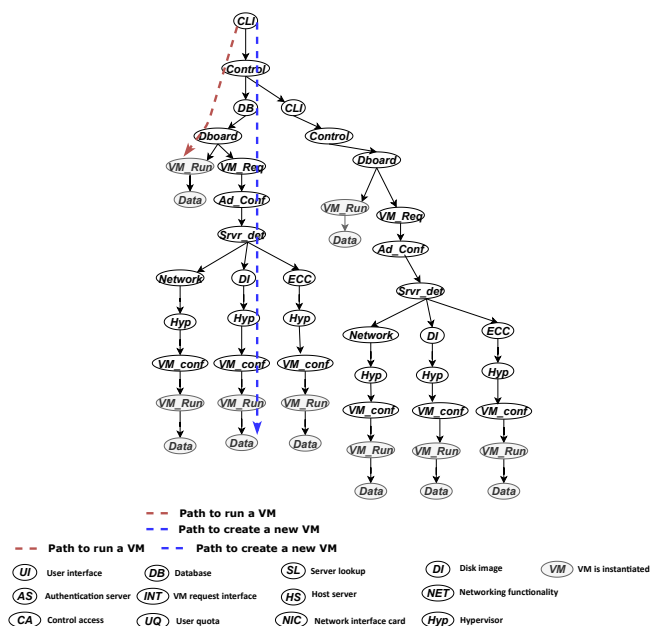 CLI
Control
DB CLI
Dboard Control
VM_Run VM_Req Dboard
Data Ad_Conf VM_Run VM_Req
Srvr_det Data Ad_Conf
Network DI ECC Srvr_det
Hyp Hyp Hyp Network DI ECC
VM_conf VM_conf VM_conf Hyp Hyp Hyp
VM_Run VM_Run VM_Run VM_conf VM_conf VM_conf
Data Data Data VM_Run VM_Run VM_Run
Data Data Data
Path to run a VM
Path to create a new VM
Path to run a VM Path to create a new VM
UI User interface DB Database SL Server lookup DI Disk image VM VM is instantiated
AS Authentication server INT VM request interface HS Host server NET Networking functionality
CA Control access UQ User quota NIC Network interface card Hyp Hypervisor